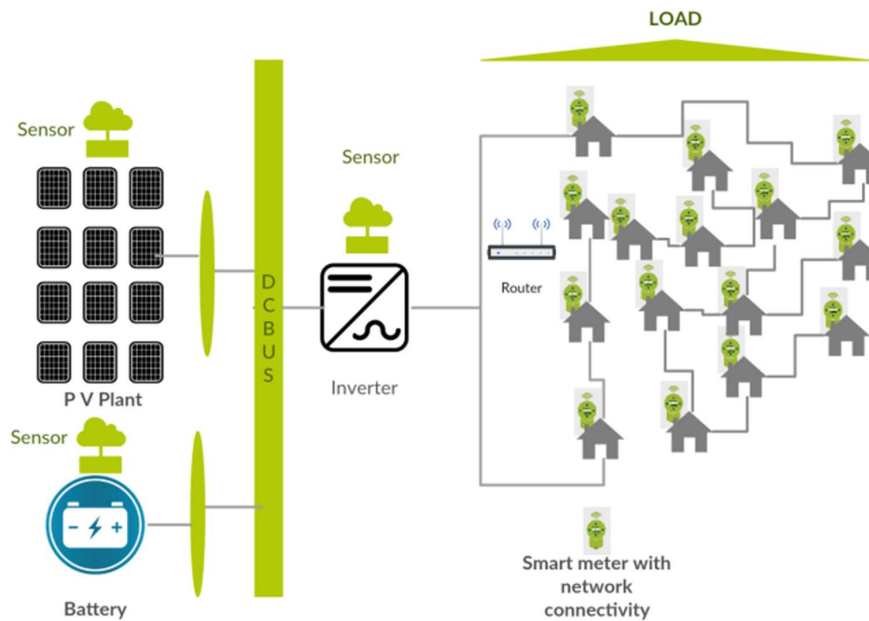 LOAD
Sensor
Sensor
D
C
B
U
S
Router
P V Plant
Inverter
Sensor
Battery
Smart meter with
network
connectivity